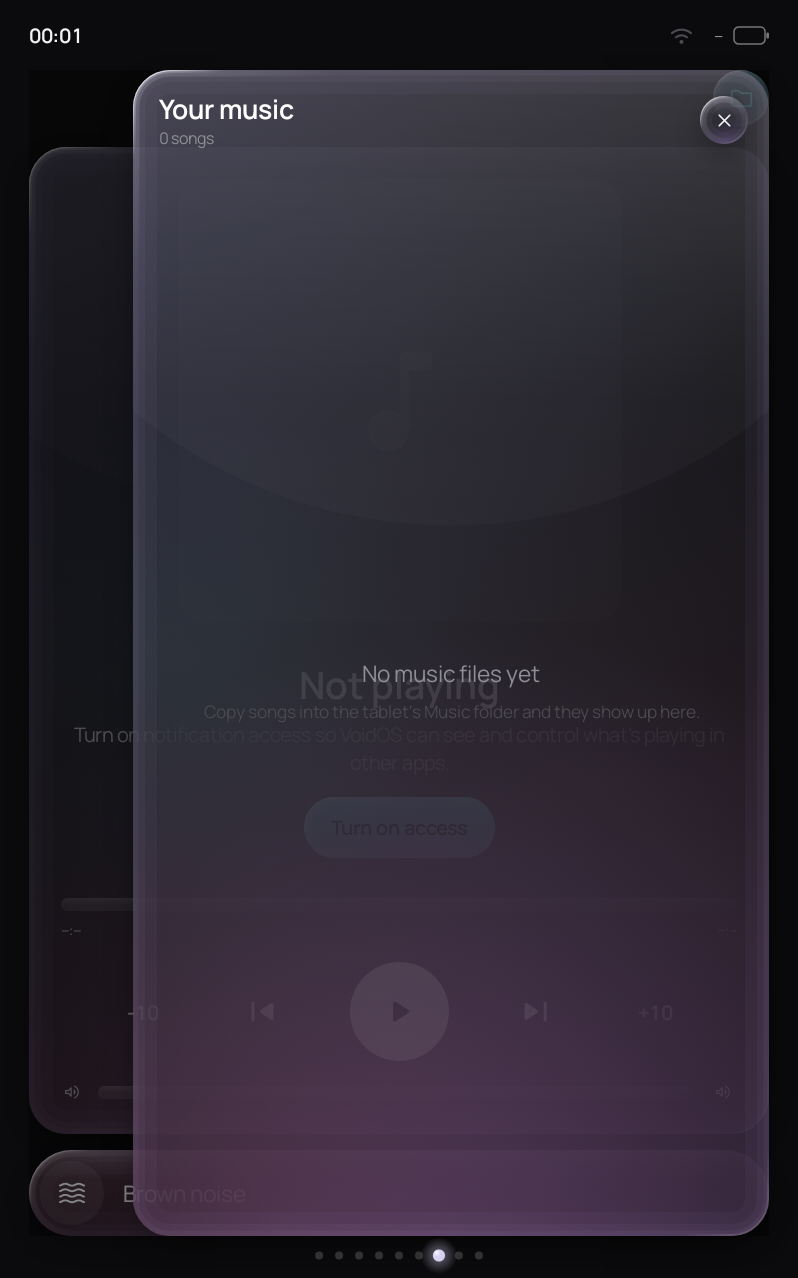 00:01
Your music
0 songs
No music files yet
Not playing
Copy songs into the tablet's Music folder and they show up here.
Turn on notification access so VoidOS can see and control what's playing in
other apps.
Turn on access
--:--
--:--
-10
+10
Brown noise